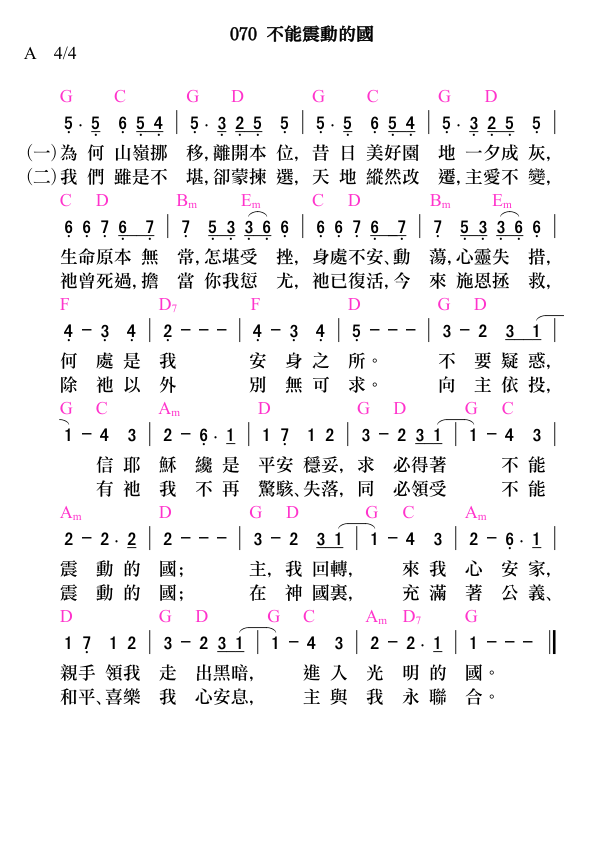 070 不能震動的國
A 4/4
G C G D G C G D
5· 5 6 5 4 | 5· 3 2 5 5 | 5· 5 6 5 4 | 5· 3 2 5 5 |
(一)為 何 山嶺挪 移,離開本 位, 昔 日 美好園 地 一夕成 灰,
(二)我 們 雖是不 堪,卻蒙揀 選, 天 地 縱然改 遷,主愛不 變,
C D Bm Em C D Bm Em
6 6 7 6 7 | 7 5 3 3 6 6 | 6 6 7 6 7 | 7 5 3 3 6 6 |
生命原本 無 常,怎堪受 挫, 身處不安、動 蕩,心靈失 措,
祂曾死過,擔 當 你我愆 尤, 祂已復活,今 來 施恩拯 救,
F D7 F D G D
4 – 3 4 | 2 – – – | 4 – 3 4 | 5 – – – | 3 – 2 3 1 |
何 處 是 我 安 身 之 所。 不 要 疑 惑,
除 祂 以 外 別 無 可 求。 向 主 依 投,
G C Am D G D G C
1 – 4 3 | 2 – 6· 1 | 1 7 1 2 | 3 – 2 3 1 | 1 – 4 3 |
信 耶 穌 纔 是 平安 穩妥, 求 必得著 不 能
有 祂 我 不 再 驚駭、失落, 同 必領受 不 能
Am D G D G C Am
2 – 2· 2 | 2 – – – | 3 – 2 3 1 | 1 – 4 3 | 2 – 6· 1 |
震 動 的 國; 主, 我 回轉, 來 我 心 安 家,
震 動 的 國; 在 神 國裏, 充 滿 著 公 義、
D G D G C Am D7 G
1 7 1 2 | 3 – 2 3 1 | 1 – 4 3 | 2 – 2· 1 | 1 – – – ‖
親手 領我 走 出黑暗, 進 入 光 明 的 國。
和平、喜樂 我 心安息, 主 與 我 永 聯 合。